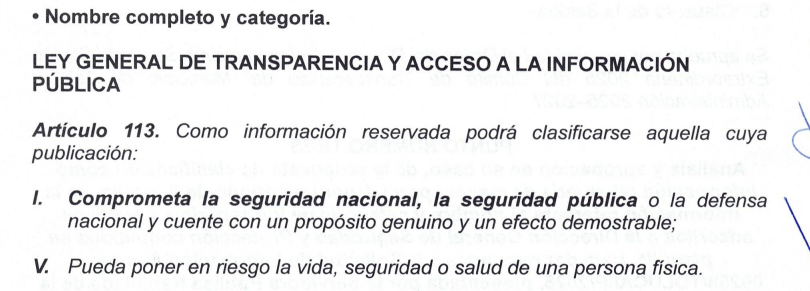 • Nombre completo y categoría.
LEY GENERAL DE TRANSPARENCIA Y ACCESO A LA INFORMACIÓN
PÚBLICA
Artículo 113. Como información reservada podrá clasificarse aquella cuya
publicación:
I. Comprometa la seguridad nacional, la seguridad pública o la defensa
nacional y cuente con un propósito genuino y un efecto demostrable;
V. Pueda poner en riesgo la vida, seguridad o salud de una persona física.